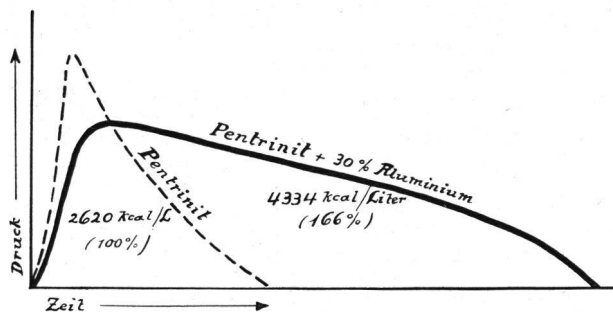 Druck
Pentrinit + 30% Aluminium
Pentrinit
4334 kcal/Liter
(166%)
2620 kcal/L
(100%)
Zeit